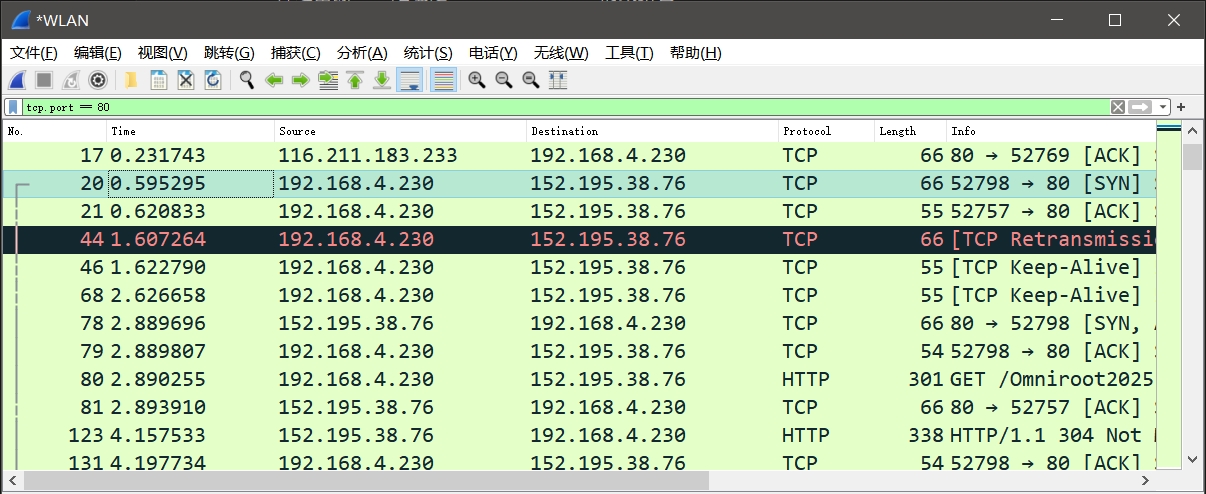 *WLAN
文件(F) 编辑(E) 视图(V) 跳转(G) 捕获(C) 分析(A) 统计(S) 电话(Y) 无线(W) 工具(T) 帮助(H)
tcp.port == 80
No. Time Source Destination Protocol Length Info
17 0.231743 116.211.183.233 192.168.4.230 TCP 66 80 → 52769 [ACK]
20 0.595295 192.168.4.230 152.195.38.76 TCP 66 52798 → 80 [SYN]
21 0.620833 192.168.4.230 152.195.38.76 TCP 55 52757 → 80 [ACK]
44 1.607264 192.168.4.230 152.195.38.76 TCP 66 [TCP Retransmissi
46 1.622790 192.168.4.230 152.195.38.76 TCP 55 [TCP Keep-Alive]
68 2.626658 192.168.4.230 152.195.38.76 TCP 55 [TCP Keep-Alive]
78 2.889696 152.195.38.76 192.168.4.230 TCP 66 80 → 52798 [SYN,
79 2.889807 192.168.4.230 152.195.38.76 TCP 54 52798 → 80 [ACK]
80 2.890255 192.168.4.230 152.195.38.76 HTTP 301 GET /Omniroot2025
81 2.893910 152.195.38.76 192.168.4.230 TCP 66 80 → 52757 [ACK]
123 4.157533 152.195.38.76 192.168.4.230 HTTP 338 HTTP/1.1 304 Not
131 4.197734 192.168.4.230 152.195.38.76 TCP 54 52798 → 80 [ACK]